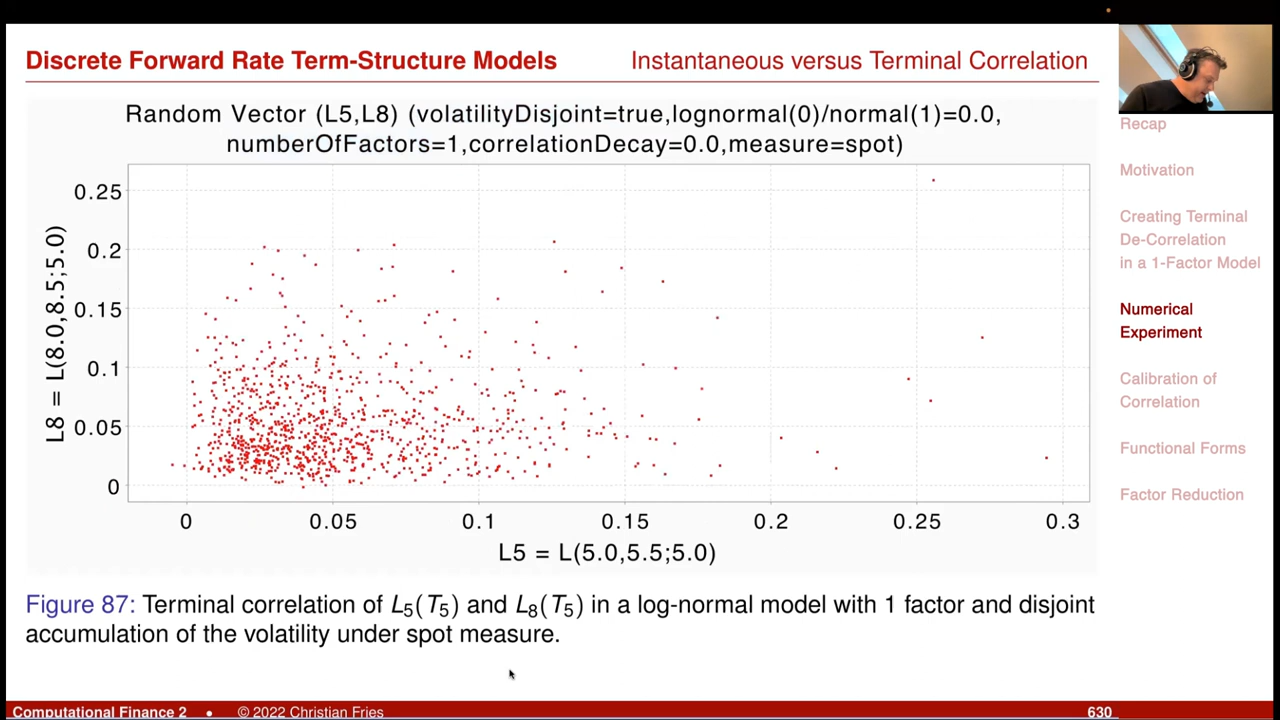 Discrete Forward Rate Term-Structure Models
Instantaneous versus Terminal Correlation
Random Vector (L5,L8) (volatilityDisjoint=true,lognormal(0)/normal(1)=0.0,
numberOfFactors=1,correlationDecay=0.0,measure=spot)
L8 = L(8.0,8.5;5.0)
0.25
0.2
0.15
0.1
0.05
0
0 0.05 0.1 0.15 0.2 0.25 0.3
L5 = L(5.0,5.5;5.0)
Figure 87: Terminal correlation of L5(T5) and L8(T5) in a log-normal model with 1 factor and disjoint
accumulation of the volatility under spot measure.
Recap
Motivation
Creating Terminal
De-Correlation
in a 1-Factor Model
Numerical
Experiment
Calibration of
Correlation
Functional Forms
Factor Reduction
Computational Finance 2 • © 2022 Christian Fries
630